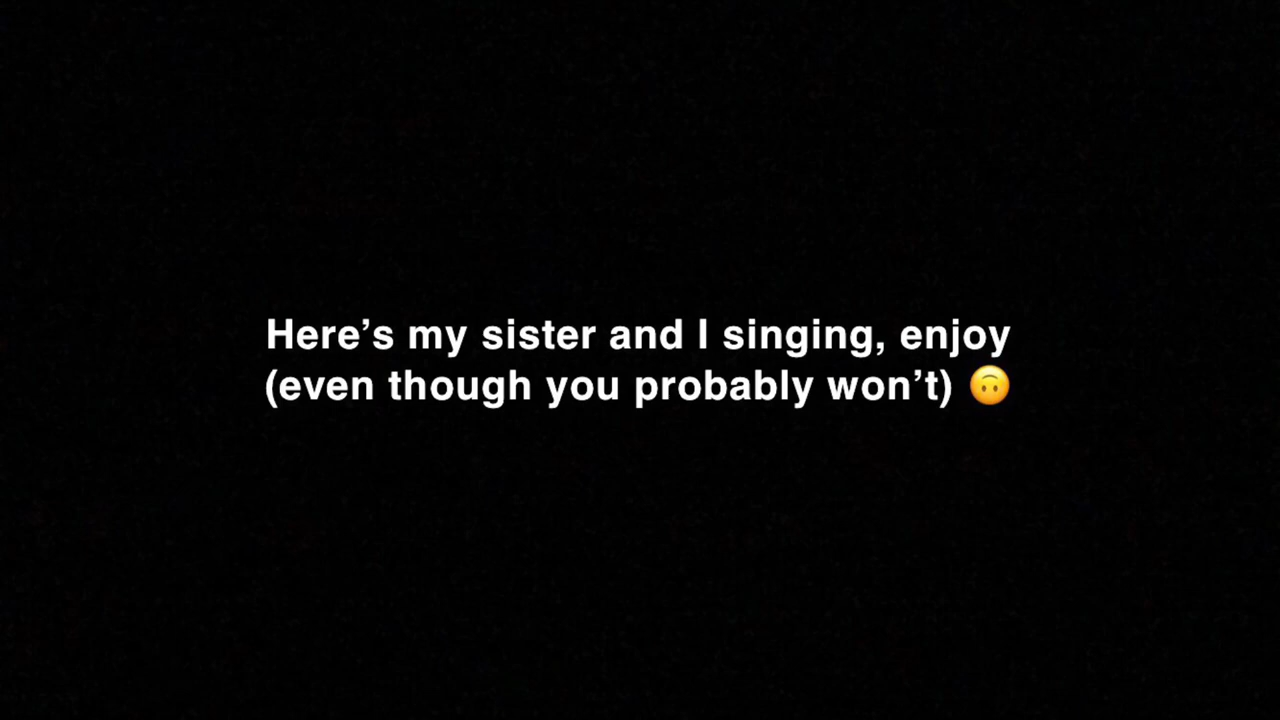 Here’s my sister and I singing, enjoy
(even though you probably won’t) 🙃